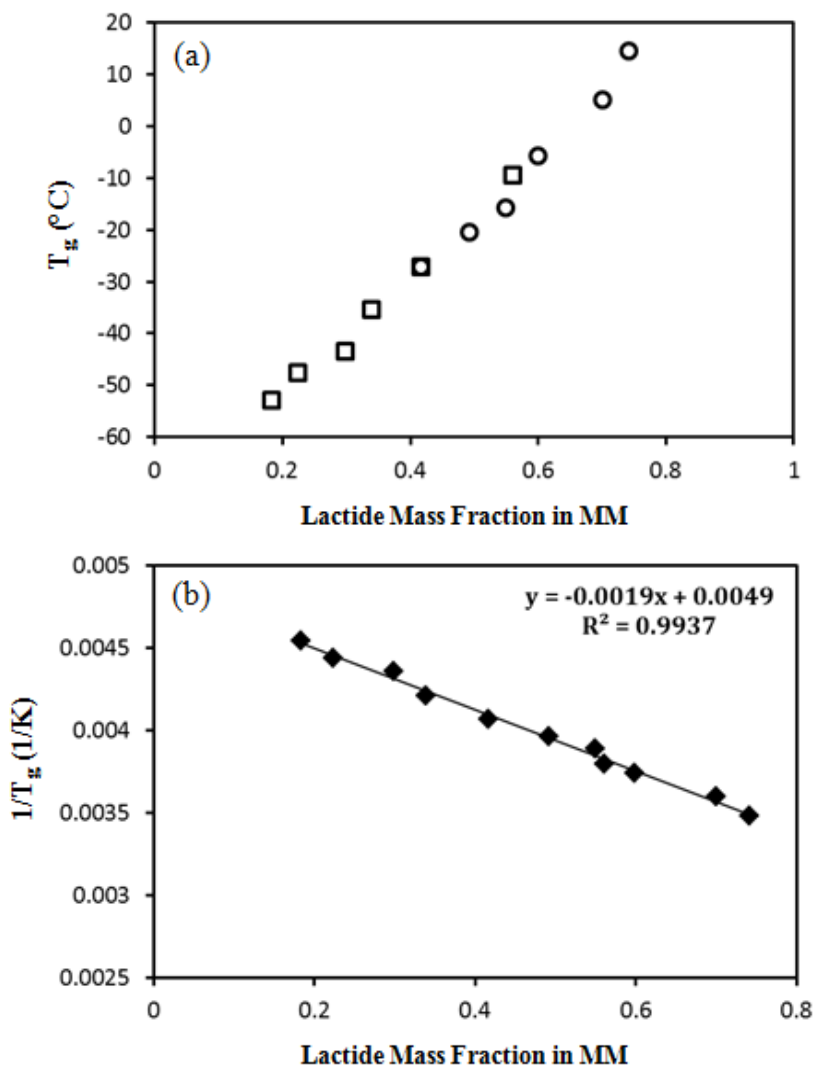 (a)
20
10
0
-10
-20
-30
-40
-50
-60
T_g (°C)
0 0.2 0.4 0.6 0.8 1
Lactide Mass Fraction in MM
(b)
y = -0.0019x + 0.0049
R² = 0.9937
0.005
0.0045
0.004
0.0035
0.003
0.0025
1/T_g (1/K)
0 0.2 0.4 0.6 0.8
Lactide Mass Fraction in MM